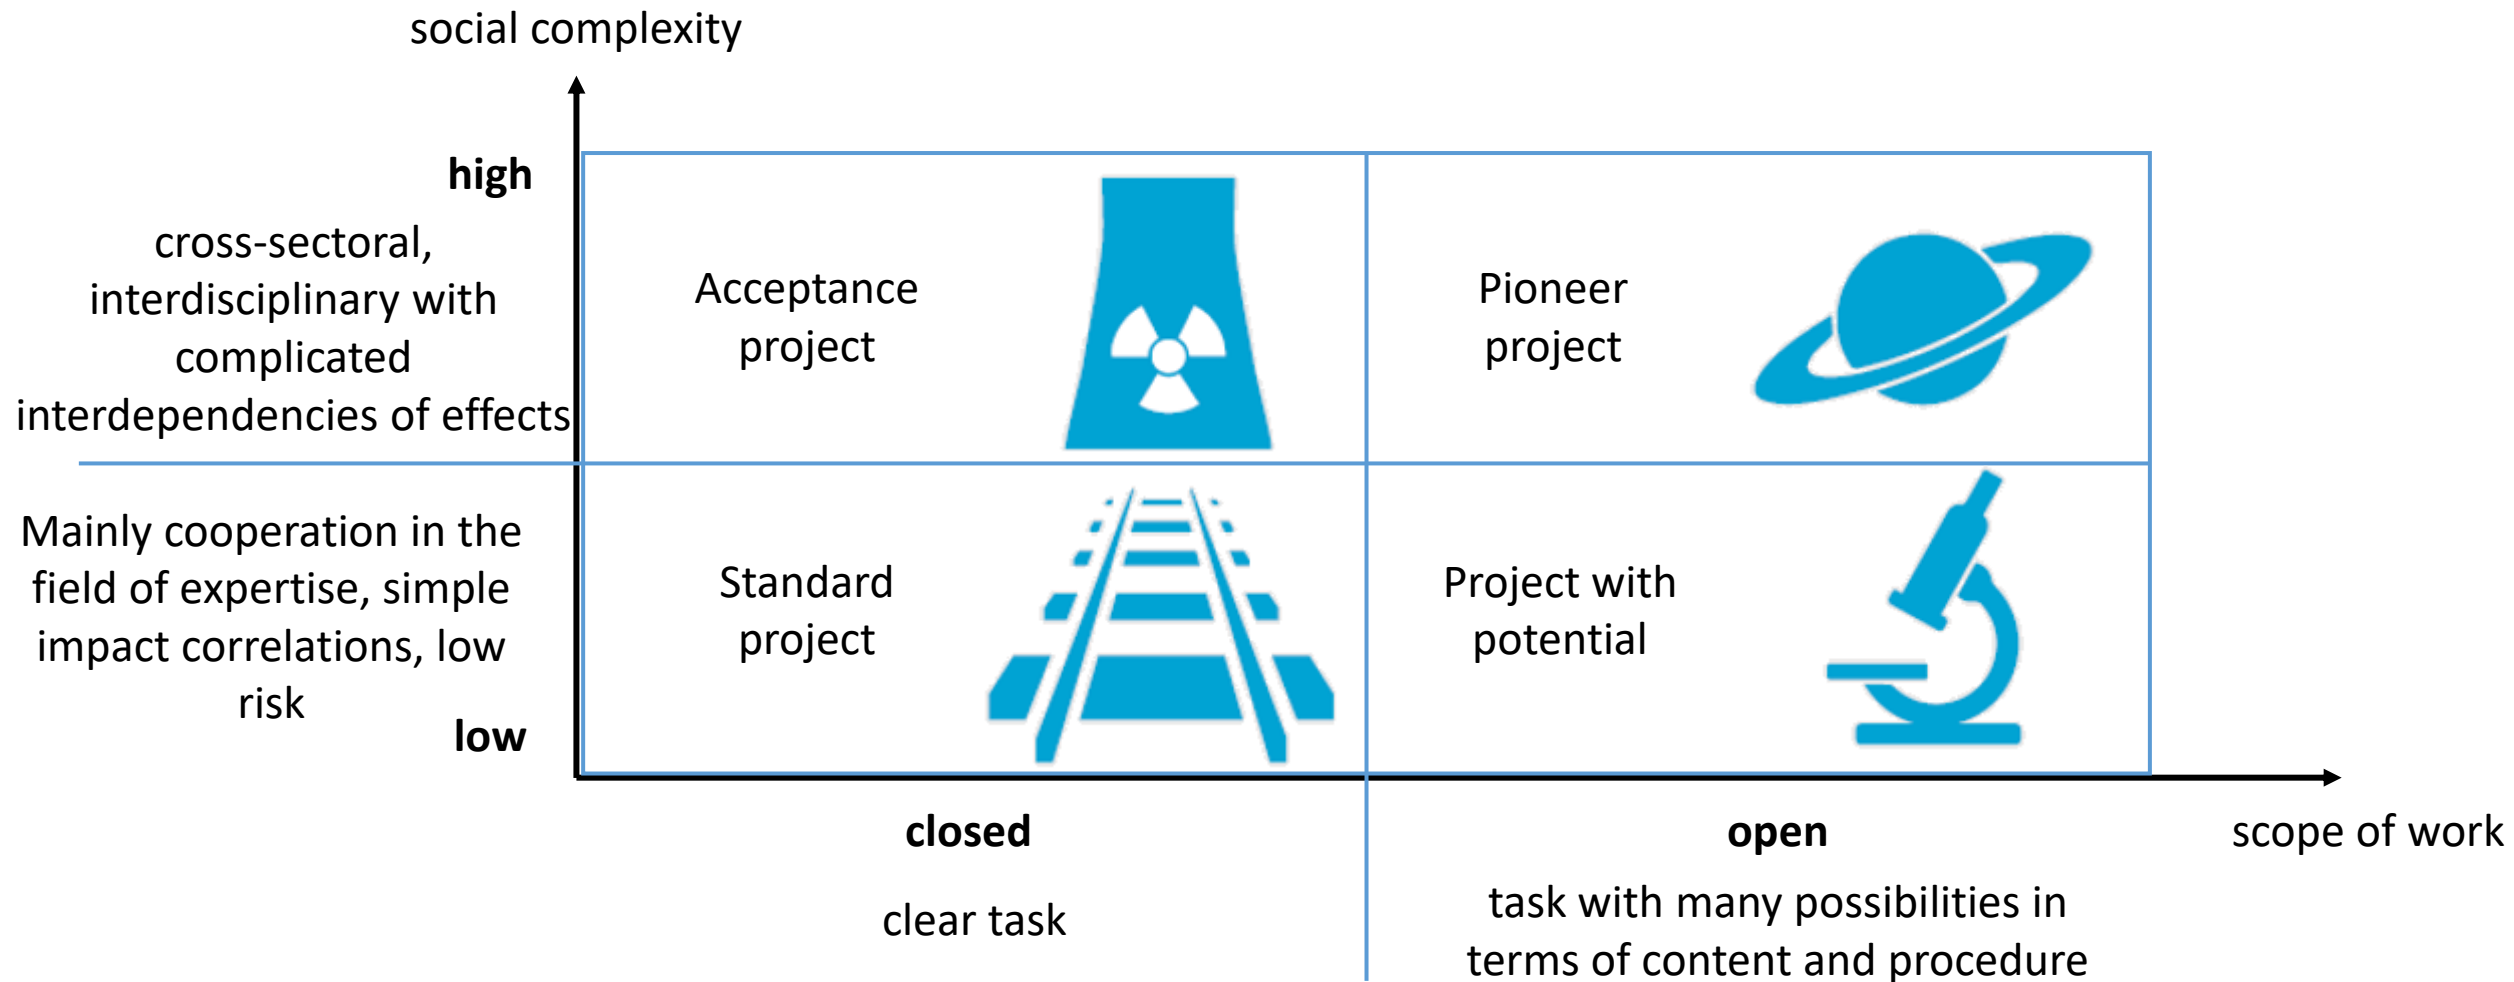 social complexity
high
cross-sectoral,
interdisciplinary with
complicated
interdependencies of effects
Acceptance
project
Pioneer
project
Mainly cooperation in the
field of expertise, simple
impact correlations, low
risk
low
Standard
project
Project with
potential
closed
open
scope of work
clear task
task with many possibilities in
terms of content and procedure